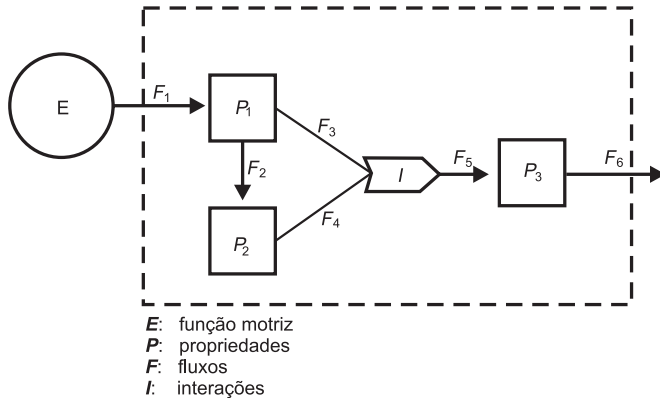 E
F₁
P₁
F₃
F₂
I
F₅
P₃
F₆
P₂
F₄
E: função motriz
P: propriedades
F: fluxos
I: interações